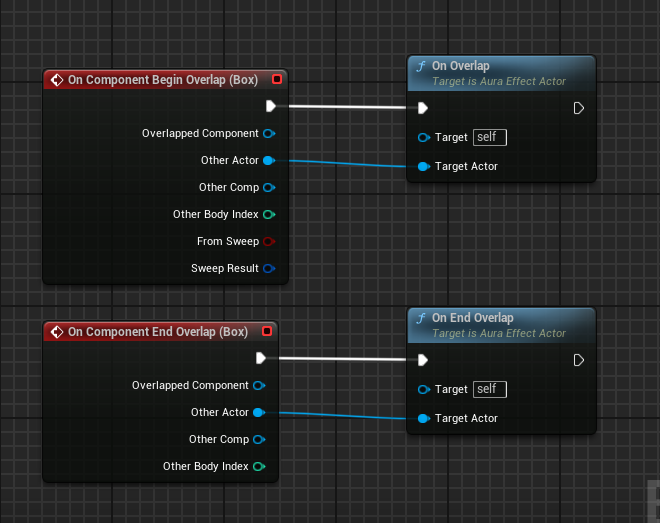 On Component Begin Overlap (Box)
Overlapped Component
Other Actor
Other Comp
Other Body Index
From Sweep
Sweep Result
f On Overlap
Target is Aura Effect Actor
Target self
Target Actor
On Component End Overlap (Box)
Overlapped Component
Other Actor
Other Comp
Other Body Index
f On End Overlap
Target is Aura Effect Actor
Target self
Target Actor